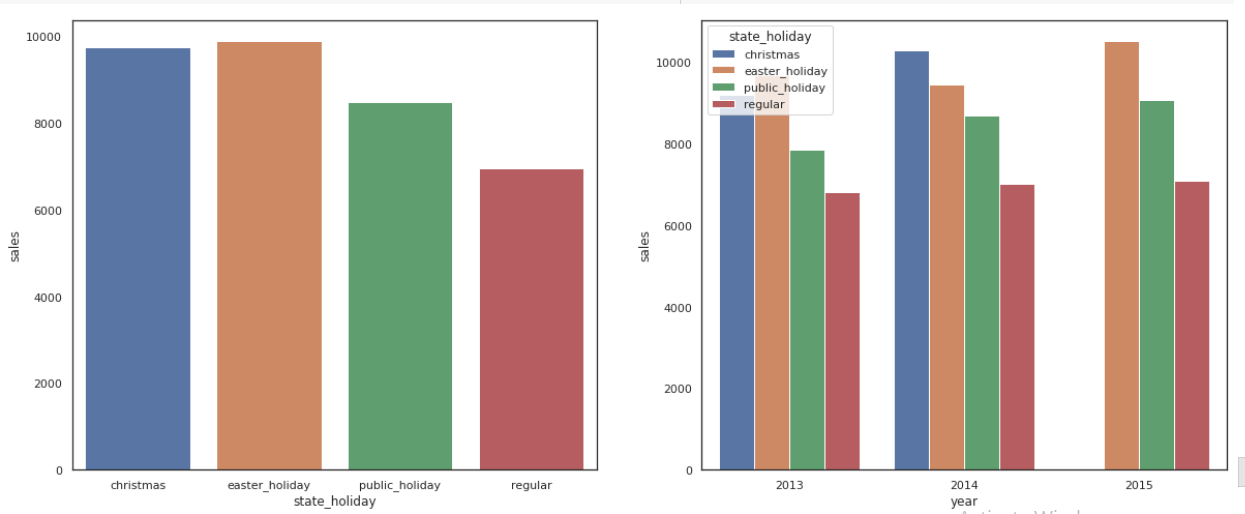 10000
8000
6000
4000
2000
0
sales
christmas easter_holiday public_holiday regular
state_holiday
state_holiday
christmas
easter_holiday
public_holiday
regular
10000
8000
6000
4000
2000
0
sales
2013 2014 2015
year